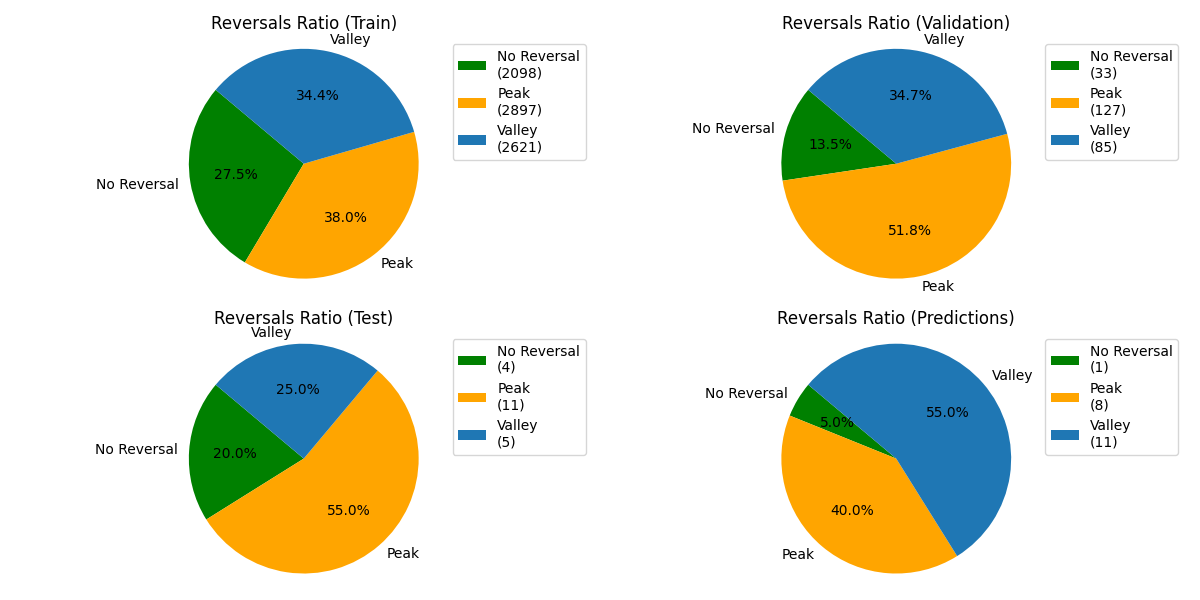 Reversals Ratio (Train)
Valley
34.4%
No Reversal
27.5%
38.0%
Peak
No Reversal
(2098)
Peak
(2897)
Valley
(2621)
Reversals Ratio (Validation)
Valley
34.7%
No Reversal
13.5%
51.8%
Peak
No Reversal
(33)
Peak
(127)
Valley
(85)
Reversals Ratio (Test)
Valley
25.0%
No Reversal
20.0%
55.0%
Peak
No Reversal
(4)
Peak
(11)
Valley
(5)
Reversals Ratio (Predictions)
Valley
55.0%
No Reversal
5.0%
40.0%
Peak
No Reversal
(1)
Peak
(8)
Valley
(11)